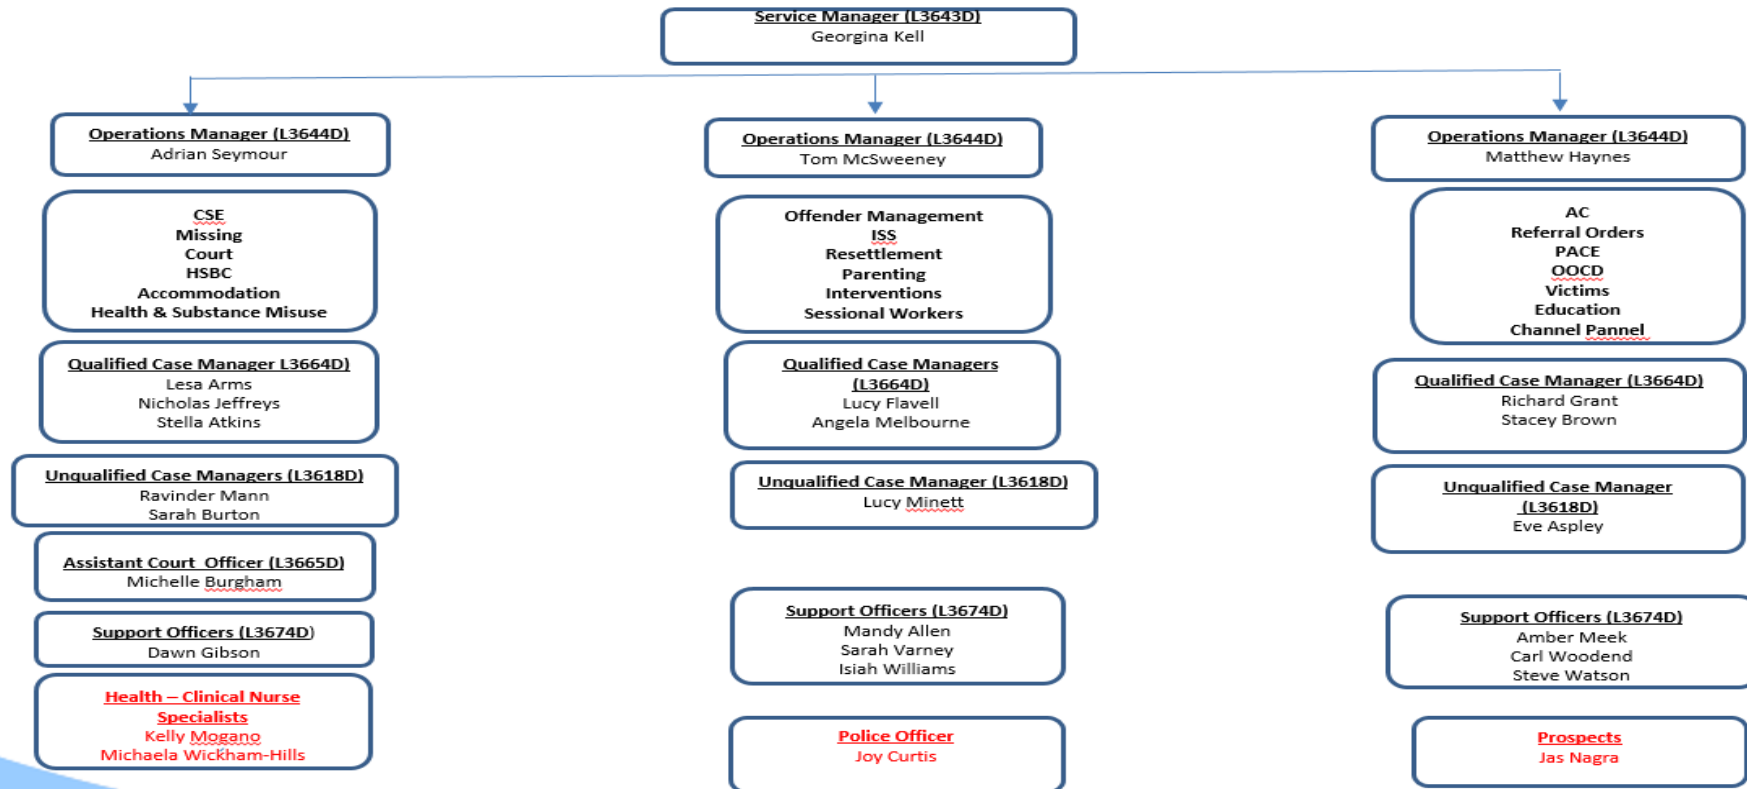 Service Manager (L3643D)
Georgina Kell
Operations Manager (L3644D)
Adrian Seymour
CSE
Missing
Court
HSBC
Accommodation
Health & Substance Misuse
Qualified Case Manager L3664D)
Lesa Arms
Nicholas Jeffreys
Stella Atkins
Unqualified Case Managers (L3618D)
Ravinder Mann
Sarah Burton
Assistant Court  Officer (L3665D)
Michelle Burgham
Support Officers (L3674D)
Dawn Gibson
Health – Clinical Nurse
Specialists
Kelly Mogano
Michaela Wickham-Hills
Operations Manager (L3644D)
Tom McSweeney
Offender Management
ISS
Resettlement
Parenting
Interventions
Sessional Workers
Qualified Case Managers
(L3664D)
Lucy Flavell
Angela Melbourne
Unqualified Case Manager (L3618D)
Lucy Minett
Support Officers (L3674D)
Mandy Allen
Sarah Varney
Isiah Williams
Police Officer
Joy Curtis
Operations Manager (L3644D)
Matthew Haynes
AC
Referral Orders
PACE
OOCD
Victims
Education
Channel Pannel
Qualified Case Manager (L3664D)
Richard Grant
Stacey Brown
Unqualified Case Manager
(L3618D)
Eve Aspley
Support Officers (L3674D)
Amber Meek
Carl Woodend
Steve Watson
Prospects
Jas Nagra